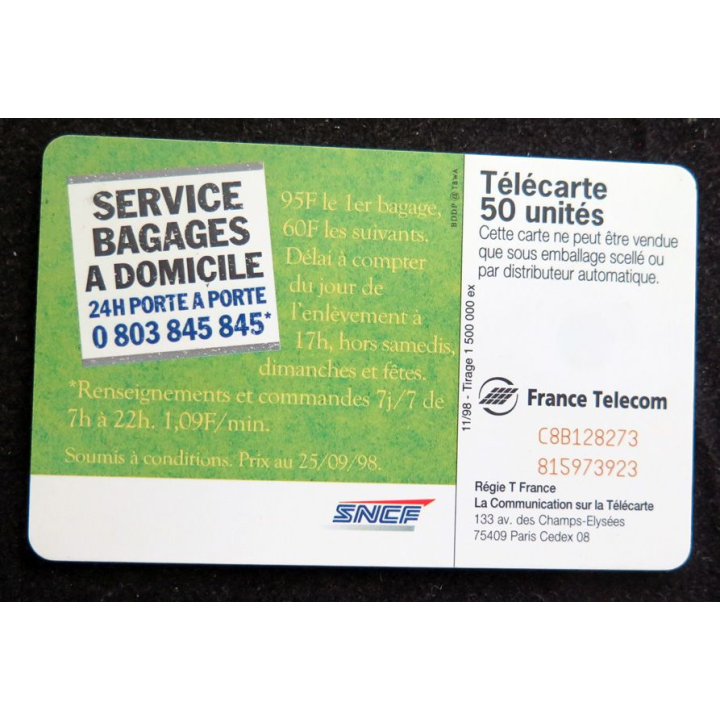 SERVICE
BAGAGES
A DOMICILE
24H PORTE A PORTE
0 803 845 845*
95F le 1er bagage,
60F les suivants.
Délai à compter
du jour de
l'enlèvement à
17h, hors samedis,
dimanches et fêtes.
*Renseignements et commandes 7j/7 de
7h à 22h. 1,09F/min.
Soumis à conditions. Prix au 25/09/98.
SNCF
BDDP @ TBWA
11/98 - Tirage 1 500 000 ex
Télécarte
50 unités
Cette carte ne peut être vendue
que sous emballage scellé ou
par distributeur automatique.
France Telecom
C8B128273
815973923
Régie T France
La Communication sur la Télécarte
133 av. des Champs-Elysées
75409 Paris Cedex 08